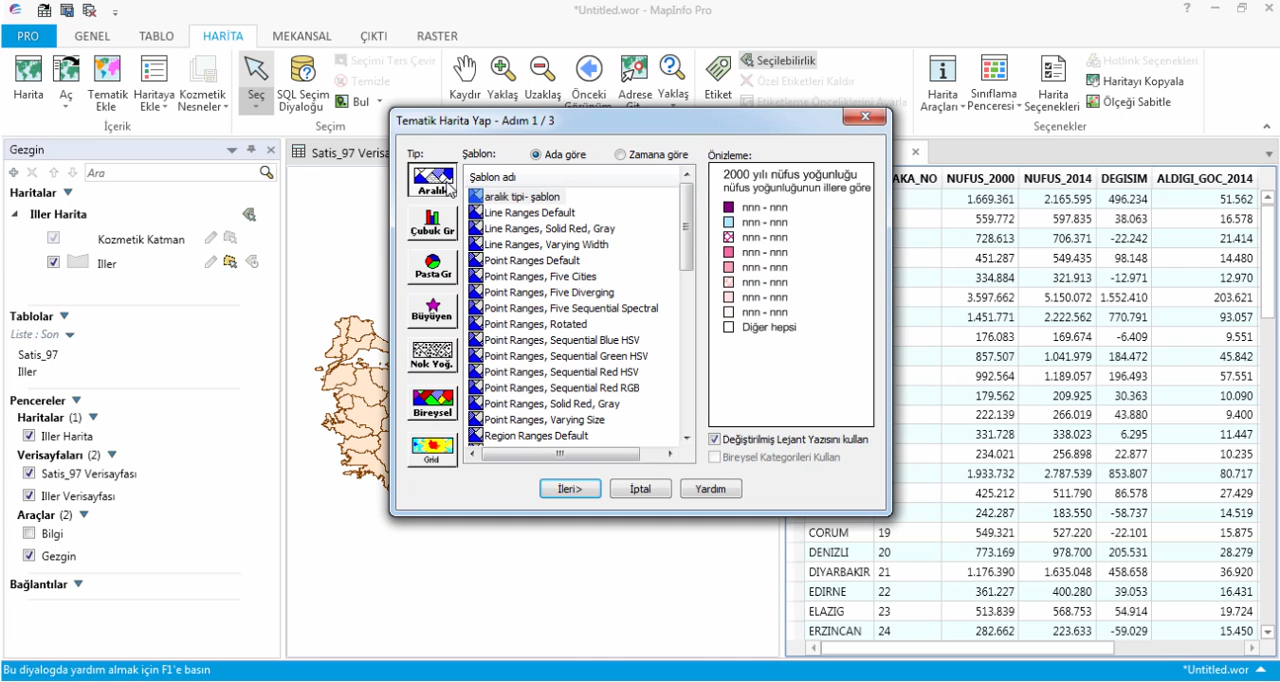 *Untitled.wor - MapInfo Pro
PRO GENEL TABLO HARİTA MEKANSAL ÇIKTI RASTER
Harita
Aç
Tematik Ekle
Haritaya Ekle
Kozmetik Nesneler
İçerik
Seç
SQL Seçim Diyaloğu
Seçimi Ters Çevir
Temizle
Bul
Seçim
Kaydır
Yaklaş
Uzaklaş
Önceki Görünüm
Adrese Git
Yaklaş
Etiket
Seçilebilirlik
Özel Etiketleri Kaldır
Etiketleme Önceliklerini Ayarla
Harita Araçları
Sınıflama Penceresi
Harita Seçenekleri
Hotlink Seçenekleri
Haritayı Kopyala
Ölçeği Sabitle
Seçenekler
Gezgin
Ara
Haritalar
Iller Harita
Kozmetik Katman
Iller
Tablolar
Liste : Son
Satis_97
Iller
Pencereler
Haritalar (1)
Iller Harita
Verisayfaları (2)
Satis_97 Verisayfası
Iller Verisayfası
Araçlar (2)
Bilgi
Gezgin
Bağlantılar
Satis_97 Verisa
Tematik Harita Yap - Adım 1 / 3
Tip:
Aralık
Çubuk Gr
Pasta Gr
Büyüyen
Nok Yoğ.
Bireysel
Grid
Şablon: Ada göre Zamana göre
Şablon adı
aralık tipi- şablon
Line Ranges Default
Line Ranges, Solid Red, Gray
Line Ranges, Varying Width
Point Ranges Default
Point Ranges, Five Cities
Point Ranges, Five Diverging
Point Ranges, Five Sequential Spectral
Point Ranges, Rotated
Point Ranges, Sequential Blue HSV
Point Ranges, Sequential Green HSV
Point Ranges, Sequential Red HSV
Point Ranges, Sequential Red RGB
Point Ranges, Solid Red, Gray
Point Ranges, Varying Size
Region Ranges Default
Önizleme:
2000 yılı nüfus yoğunluğu
nüfus yoğunluğunun illere göre
nnn - nnn
nnn - nnn
nnn - nnn
nnn - nnn
nnn - nnn
nnn - nnn
nnn - nnn
nnn - nnn
Diğer hepsi
Değiştirilmiş Lejant Yazısını kullan
Bireysel Kategorileri Kullan
İleri> İptal Yardım
AKA_NO NUFUS_2000 NUFUS_2014 DEGISIM ALDIGI_GOC_2014
1.669.361 2.165.595 496.234 51.562
559.772 597.835 38.063 16.578
728.613 706.371 -22.242 21.414
451.287 549.435 98.148 14.480
334.884 321.913 -12.971 12.970
3.597.662 5.150.072 1.552.410 203.621
1.451.771 2.222.562 770.791 93.057
176.083 169.674 -6.409 9.551
857.507 1.041.979 184.472 45.842
992.564 1.189.057 196.493 57.551
179.562 209.925 30.363 10.090
222.139 266.019 43.880 9.400
331.728 338.023 6.295 11.447
234.021 256.898 22.877 10.235
1.933.732 2.787.539 853.807 80.717
425.212 511.790 86.578 27.429
242.287 183.550 -58.737 14.519
CORUM 19 549.321 527.220 -22.101 15.875
DENIZLI 20 773.169 978.700 205.531 28.279
DIYARBAKIR 21 1.176.390 1.635.048 458.658 36.920
EDIRNE 22 361.227 400.280 39.053 16.431
ELAZIG 23 513.839 568.753 54.914 19.724
ERZINCAN 24 282.662 223.633 -59.029 15.450
Bu diyalogda yardım almak için F1'e basın
*Untitled.wor